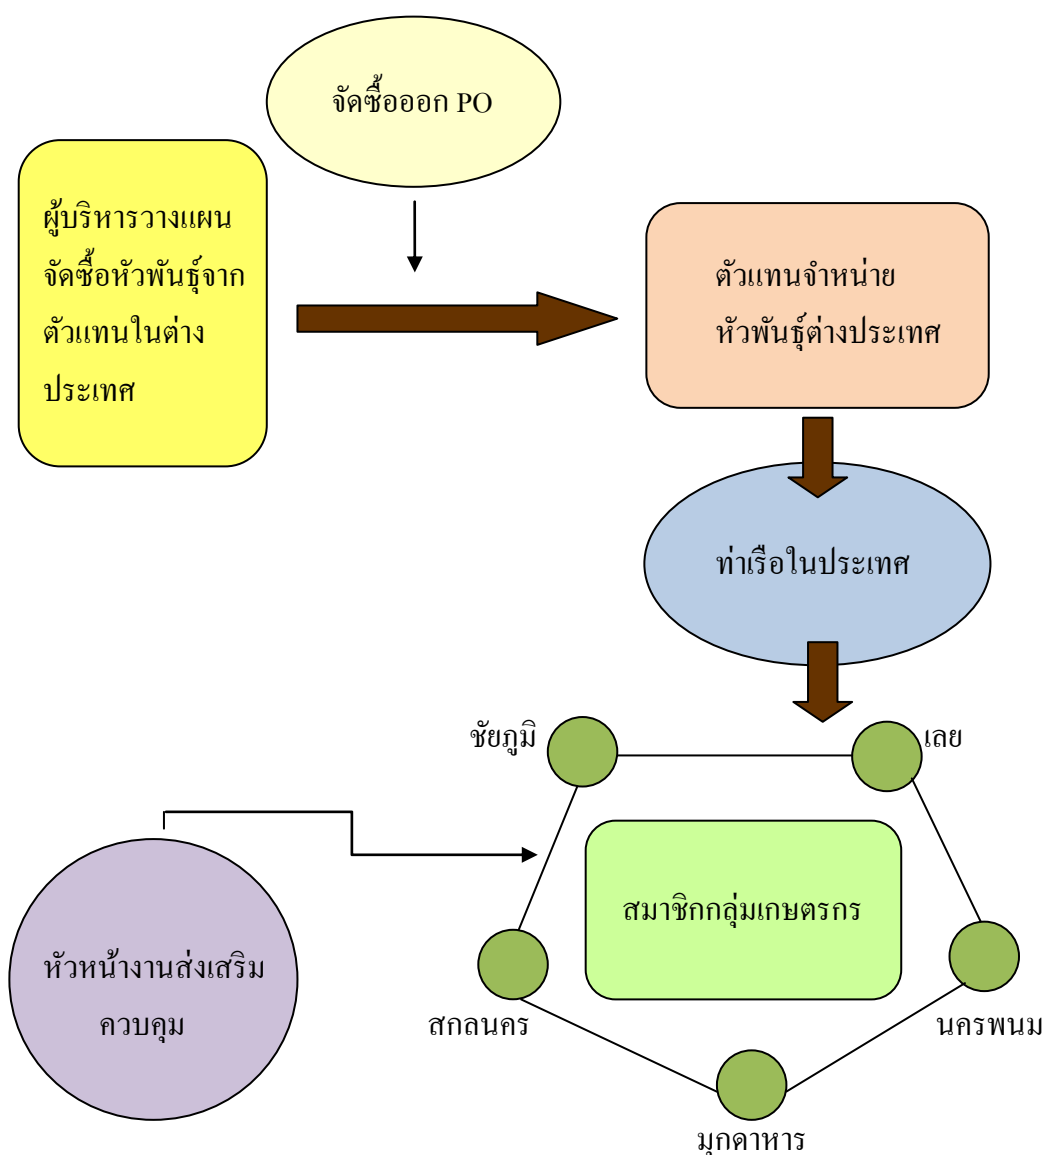 จัดซื้อออก PO
ผู้บริหารวางแผน
จัดซื้อหัวพันธุ์จาก
ตัวแทนในต่าง
ประเทศ
ตัวแทนจำหน่าย
หัวพันธุ์ต่างประเทศ
ท่าเรือในประเทศ
ชัยภูมิ
เลย
สมาชิกกลุ่มเกษตรกร
หัวหน้างานส่งเสริม
ควบคุม
สกลนคร
นครพนม
มุกดาหาร